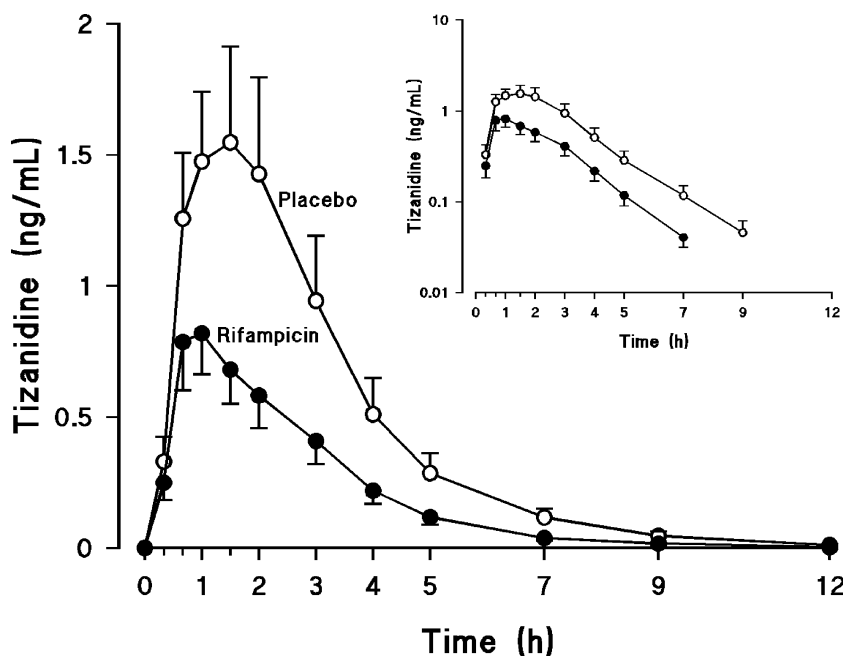 Tizanidine (ng/mL)
2
1.5
1
0.5
0
0 1 2 3 4 5 7 9 12
Time (h)
Placebo
Rifampicin
Tizanidine (ng/mL)
10
1
0.1
0.01
0 1 2 3 4 5 7 9 12
Time (h)